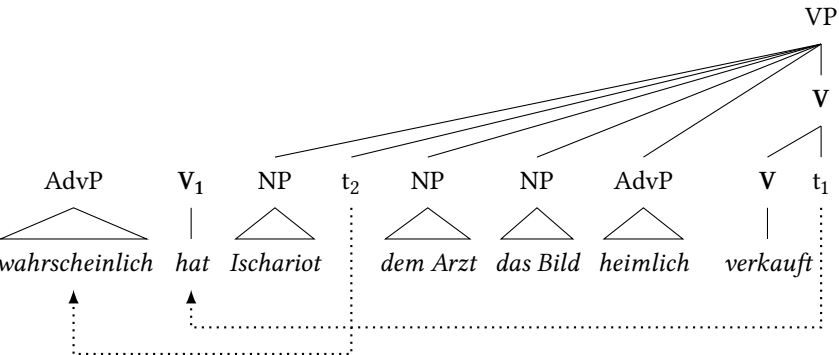 VP
V
AdvP V₁ NP t₂ NP NP AdvP V t₁
wahrscheinlich hat Ischariot dem Arzt das Bild heimlich verkauft